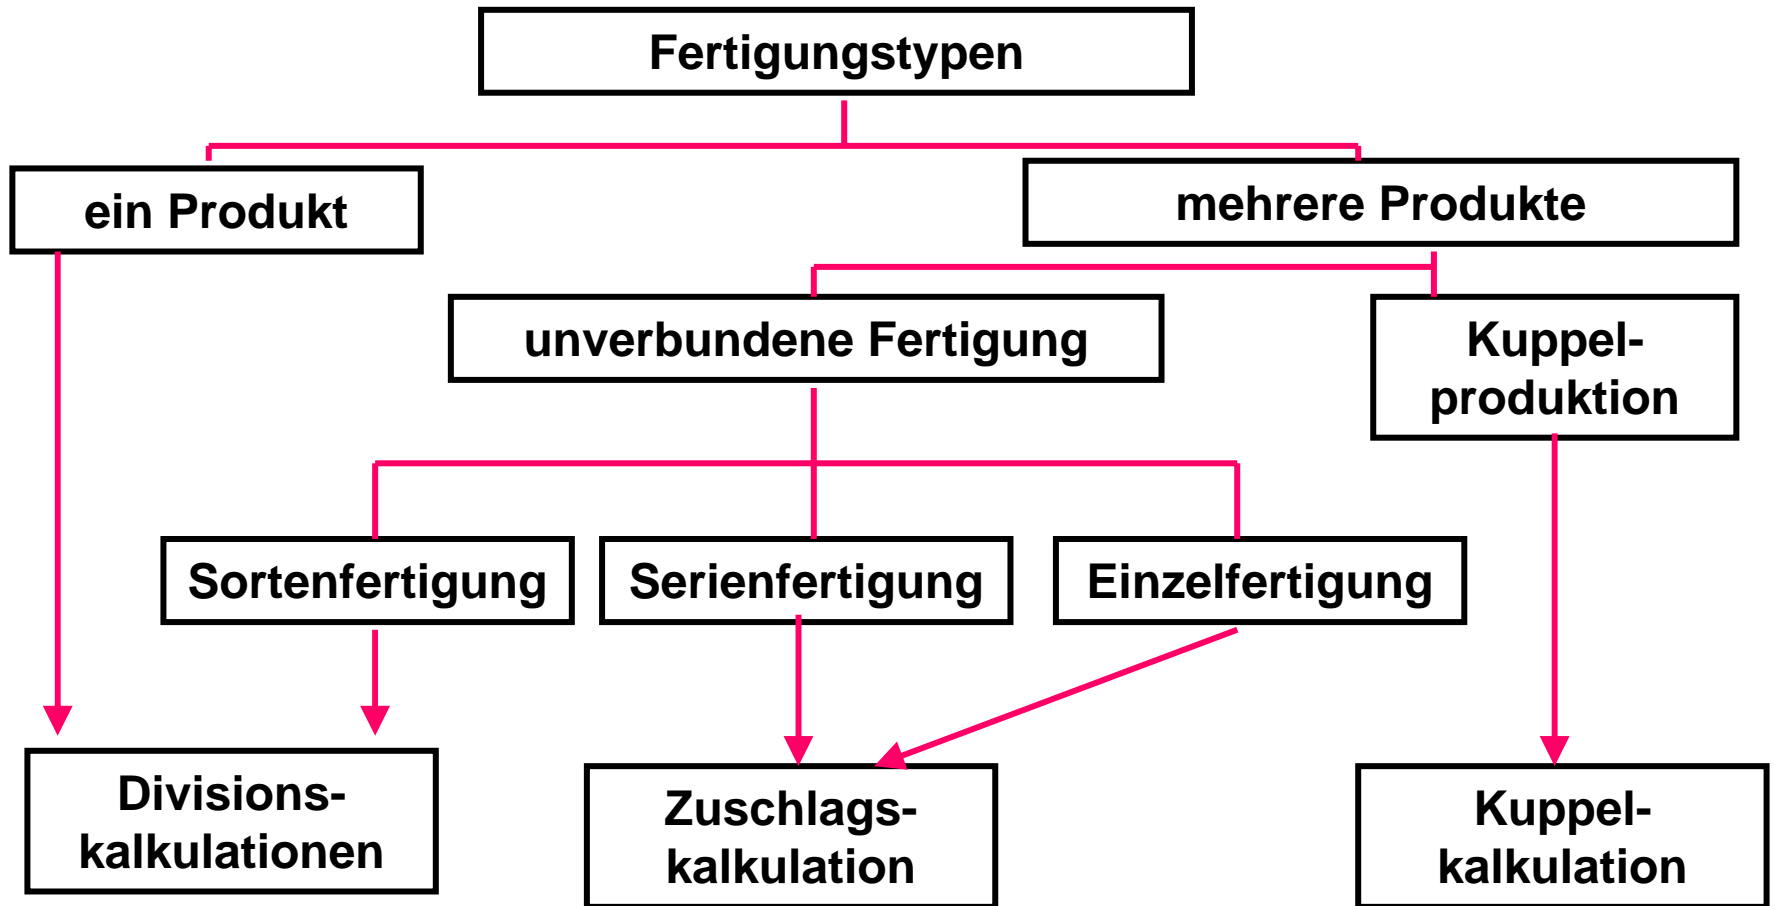 Fertigungstypen
ein Produkt
mehrere Produkte
unverbundene Fertigung
Kuppel-
produktion
Sortenfertigung
Serienfertigung
Einzelfertigung
Divisions-
kalkulationen
Zuschlags-
kalkulation
Kuppel-
kalkulation